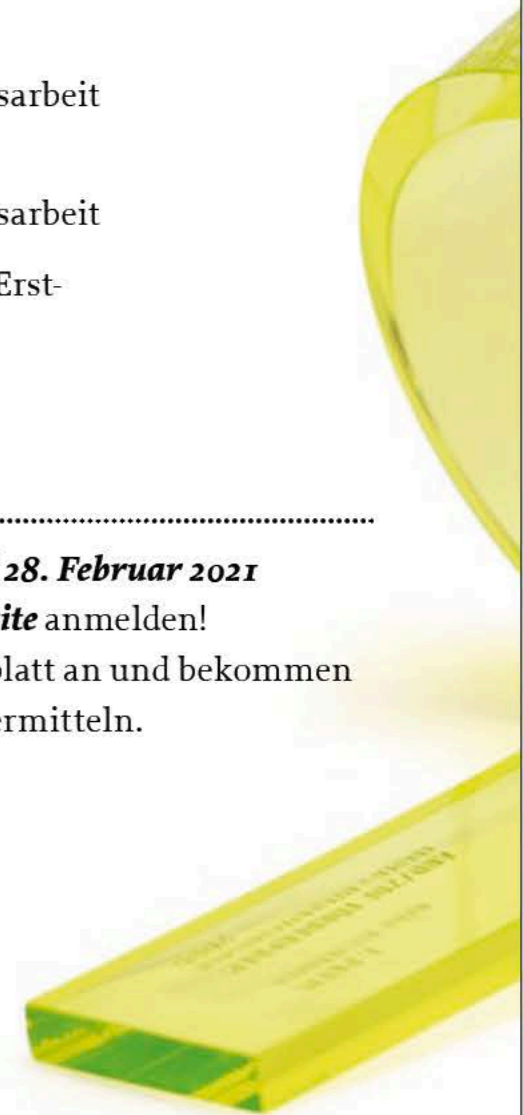 sarbeit
sarbeit
Erst-
28. Februar 2021
ite anmelden!
blatt an und bekommen
ermitteln.